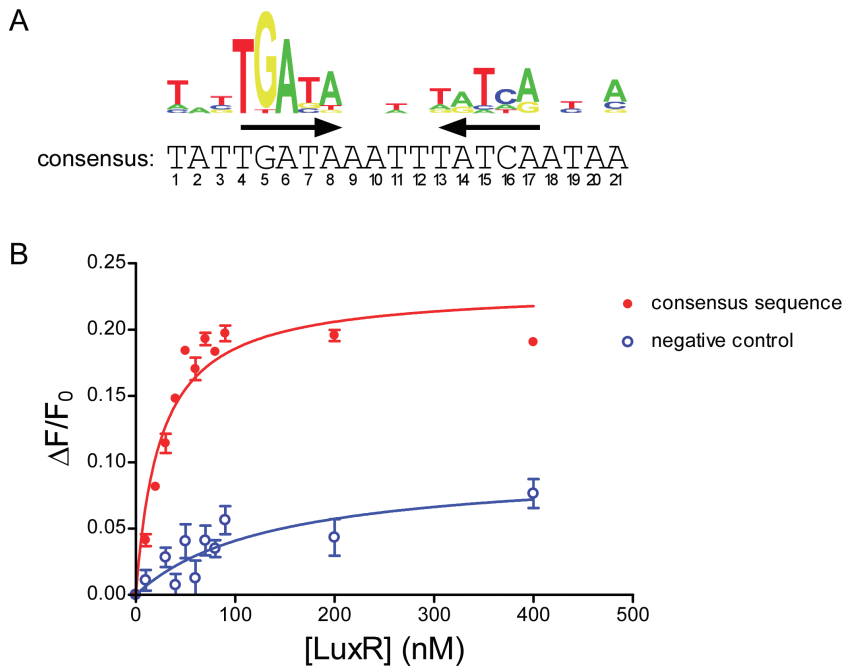 A
consensus: TATTGATAAATTTATCAATAA
1 2 3 4 5 6 7 8 9 10 11 12 13 14 15 16 17 18 19 20 21
B
0.25
0.20
0.15
0.10
0.05
0.00
ΔF/F0
0 100 200 300 400 500
[LuxR] (nM)
consensus sequence
negative control